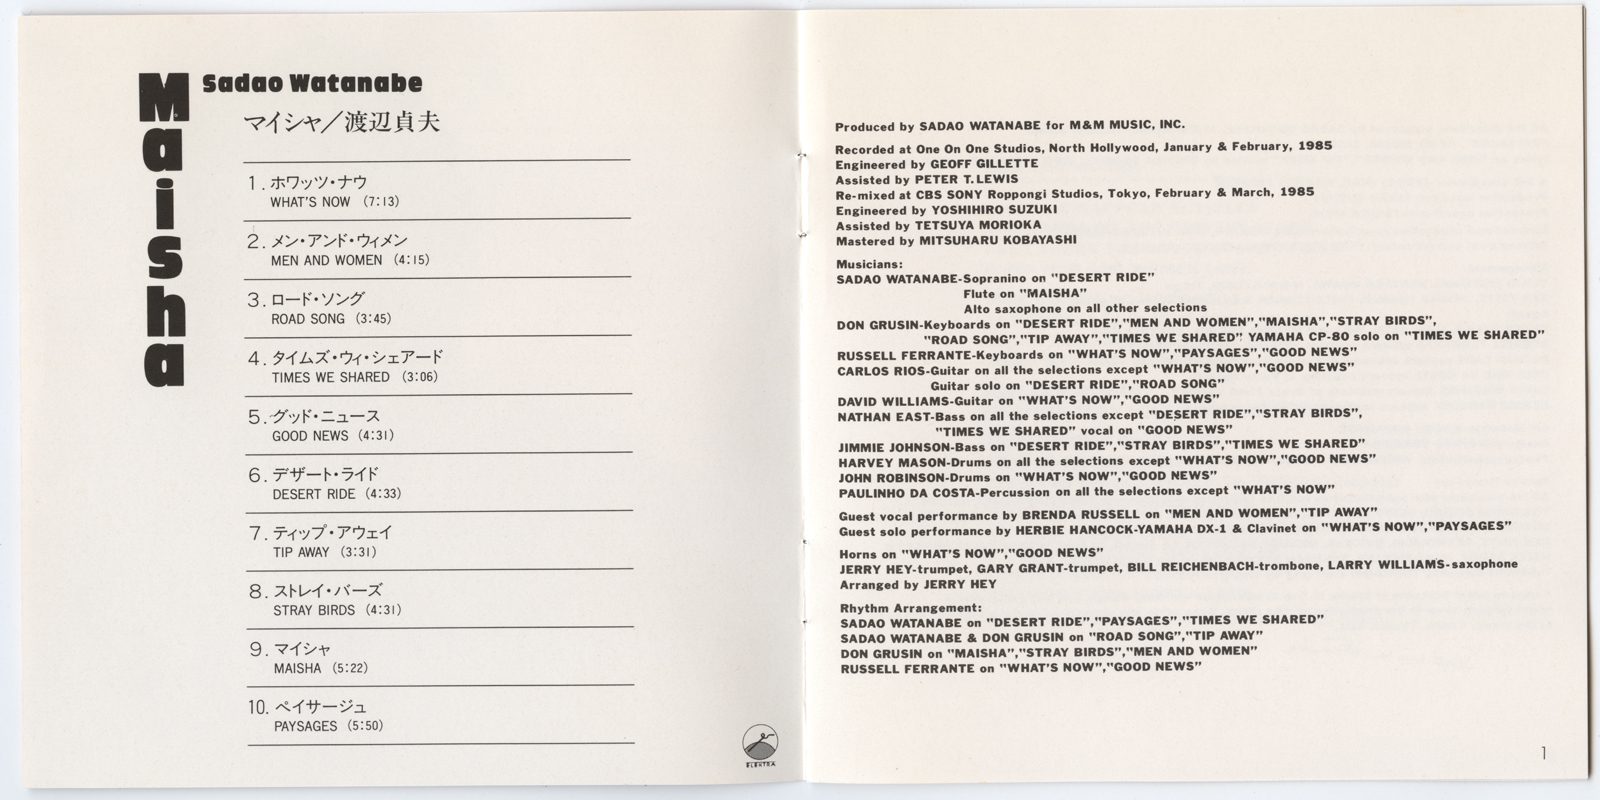 Maisha
Sadao Watanabe
マイシャ／渡辺貞夫
1. ホワッツ・ナウ
WHAT'S NOW (7:13)
2. メン・アンド・ウィメン
MEN AND WOMEN (4:15)
3. ロード・ソング
ROAD SONG (3:45)
4. タイムズ・ウィ・シェアード
TIMES WE SHARED (3:06)
5. グッド・ニュース
GOOD NEWS (4:31)
6. デザート・ライド
DESERT RIDE (4:33)
7. ティップ・アウェイ
TIP AWAY (3:31)
8. ストレイ・バーズ
STRAY BIRDS (4:31)
9. マイシャ
MAISHA (5:22)
10. ペイサージュ
PAYSAGES (5:50)
ELEKTRA
Produced by SADAO WATANABE for M&M MUSIC, INC.
Recorded at One On One Studios, North Hollywood, January & February, 1985
Engineered by GEOFF GILLETTE
Assisted by PETER T. LEWIS
Re-mixed at CBS SONY Roppongi Studios, Tokyo, February & March, 1985
Engineered by YOSHIHIRO SUZUKI
Assisted by TETSUYA MORIOKA
Mastered by MITSUHARU KOBAYASHI
Musicians:
SADAO WATANABE-Sopranino on "DESERT RIDE"
Flute on "MAISHA"
Alto saxophone on all other selections
DON GRUSIN-Keyboards on "DESERT RIDE","MEN AND WOMEN","MAISHA","STRAY BIRDS",
"ROAD SONG","TIP AWAY","TIMES WE SHARED" YAMAHA CP-80 solo on "TIMES WE SHARED"
RUSSELL FERRANTE-Keyboards on "WHAT'S NOW","PAYSAGES","GOOD NEWS"
CARLOS RIOS-Guitar on all the selections except "WHAT'S NOW","GOOD NEWS"
Guitar solo on "DESERT RIDE","ROAD SONG"
DAVID WILLIAMS-Guitar on "WHAT'S NOW","GOOD NEWS"
NATHAN EAST-Bass on all the selections except "DESERT RIDE","STRAY BIRDS",
"TIMES WE SHARED" vocal on "GOOD NEWS"
JIMMIE JOHNSON-Bass on "DESERT RIDE","STRAY BIRDS","TIMES WE SHARED"
HARVEY MASON-Drums on all the selections except "WHAT'S NOW","GOOD NEWS"
JOHN ROBINSON-Drums on "WHAT'S NOW","GOOD NEWS"
PAULINHO DA COSTA-Percussion on all the selections except "WHAT'S NOW"
Guest vocal performance by BRENDA RUSSELL on "MEN AND WOMEN","TIP AWAY"
Guest solo performance by HERBIE HANCOCK-YAMAHA DX-1 & Clavinet on "WHAT'S NOW","PAYSAGES"
Horns on "WHAT'S NOW","GOOD NEWS"
JERRY HEY-trumpet, GARY GRANT-trumpet, BILL REICHENBACH-trombone, LARRY WILLIAMS-saxophone
Arranged by JERRY HEY
Rhythm Arrangement:
SADAO WATANABE on "DESERT RIDE","PAYSAGES","TIMES WE SHARED"
SADAO WATANABE & DON GRUSIN on "ROAD SONG","TIP AWAY"
DON GRUSIN on "MAISHA","STRAY BIRDS","MEN AND WOMEN"
RUSSELL FERRANTE on "WHAT'S NOW","GOOD NEWS"
1